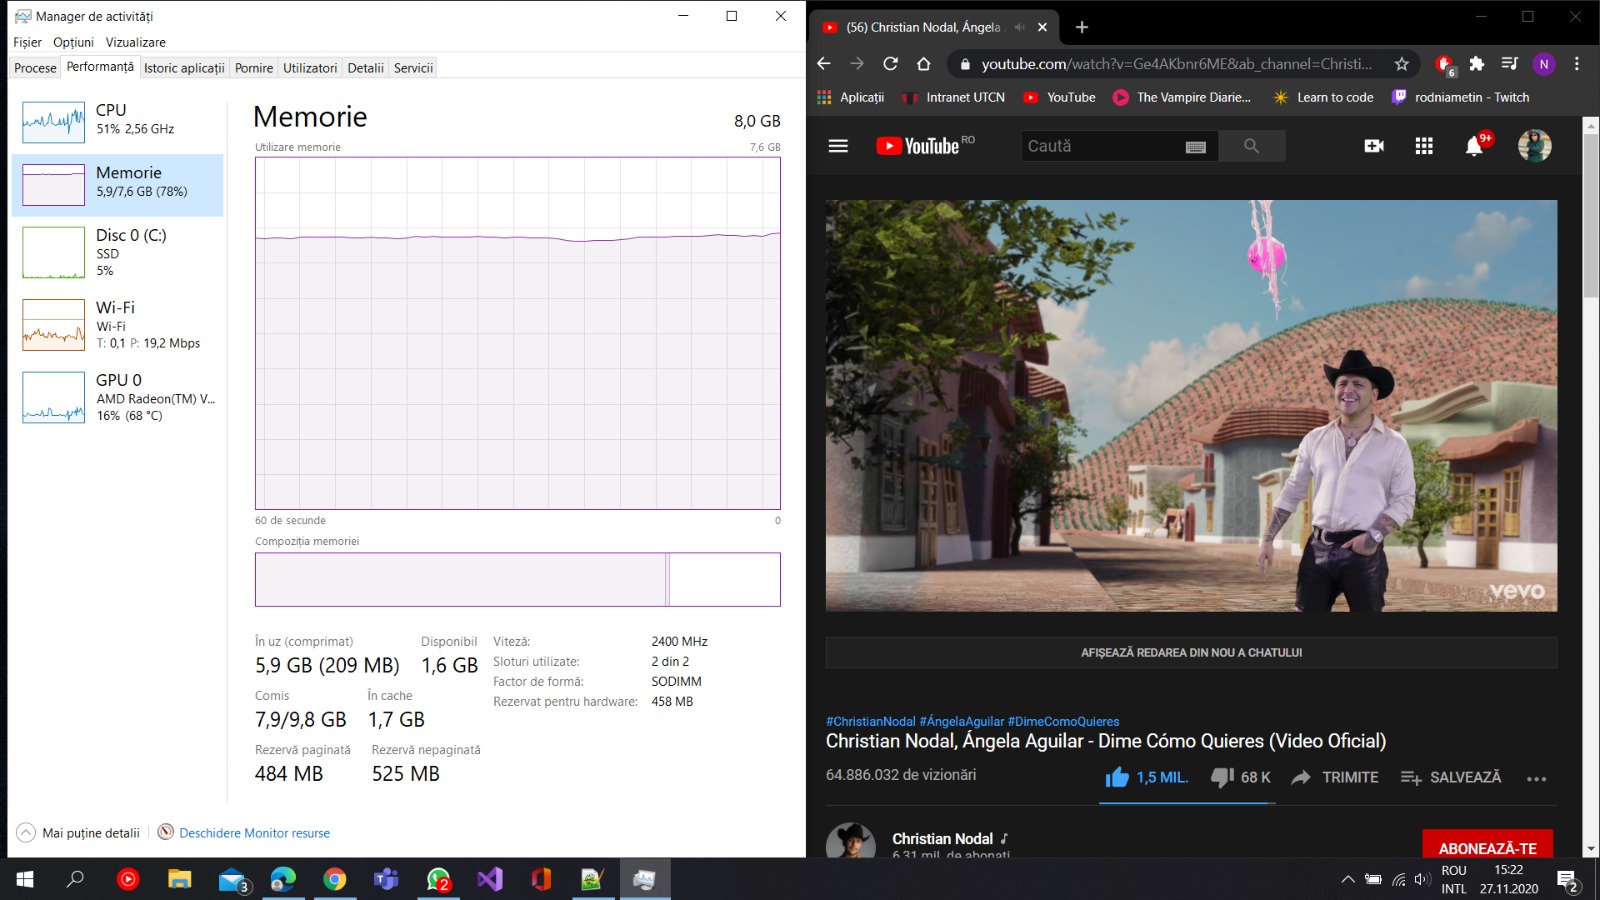 Manager de activități
Fișier Opțiuni Vizualizare
Procese Performanță Istoric aplicații Pornire Utilizatori Detalii Servicii
CPU
51% 2,56 GHz
Memorie
5,9/7,6 GB (78%)
Disc 0 (C:)
SSD
5%
Wi-Fi
Wi-Fi
T: 0,1 P: 19,2 Mbps
GPU 0
AMD Radeon(TM) V...
16% (68 °C)
Memorie 8,0 GB
Utilizare memorie 7,6 GB
60 de secunde 0
Compoziția memoriei
În uz (comprimat) Disponibil
5,9 GB (209 MB) 1,6 GB
Comis În cache
7,9/9,8 GB 1,7 GB
Rezervă paginată Rezervă nepaginată
484 MB 525 MB
Viteză: 2400 MHz
Sloturi utilizate: 2 din 2
Factor de formă: SODIMM
Rezervat pentru hardware: 458 MB
Mai puține detalii Deschidere Monitor resurse
(56) Christian Nodal, Ángela
youtube.com/watch?v=Ge4AKbnr6ME&ab_channel=Christi... 6 N
Aplicații Intranet UTCN YouTube The Vampire Diarie... Learn to code rodniametin - Twitch
YouTube RO Caută 9+
vevo
AFIȘEAZĂ REDAREA DIN NOU A CHATULUI
#ChristianNodal #ÁngelaAguilar #DimeComoQuieres
Christian Nodal, Ángela Aguilar - Dime Cómo Quieres (Video Oficial)
64.886.032 de vizionări 1,5 MIL. 68 K TRIMITE SALVEAZĂ
Christian Nodal
6,31 mil. de abonați
ABONEAZĂ-TE
3 2
ROU 15:22
INTL 27.11.2020 2